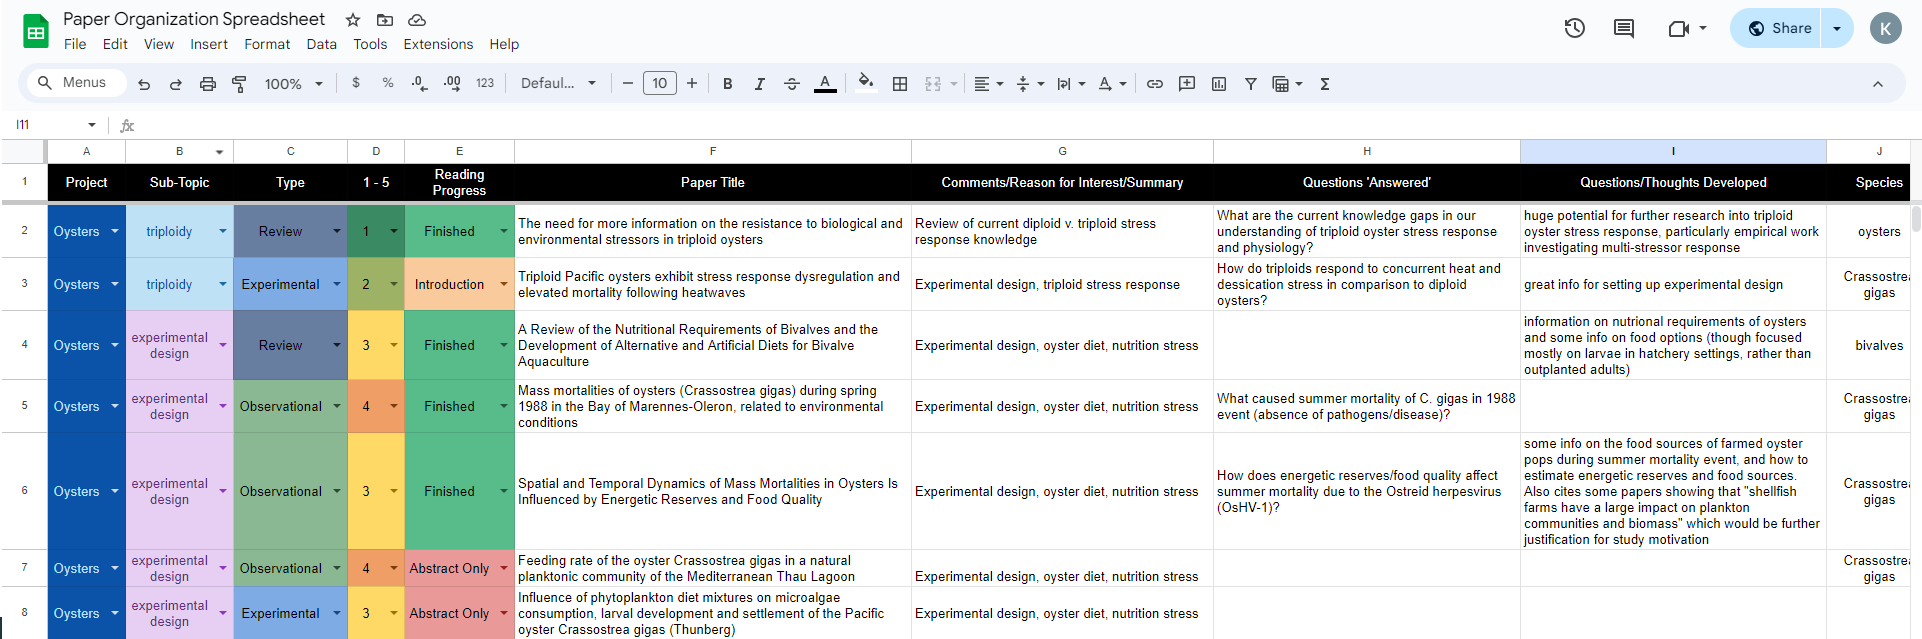 Paper Organization Spreadsheet
File Edit View Insert Format Data Tools Extensions Help
Share
K
Menus
100%
$ % .0 .00 123
Defaul...
10
B I A
I11
fx
A B C D E F G H I J
1 Project Sub-Topic Type 1 - 5 Reading Progress Paper Title Comments/Reason for Interest/Summary Questions 'Answered' Questions/Thoughts Developed Species
2 Oysters triploidy Review 1 Finished
The need for more information on the resistance to biological and
environmental stressors in triploid oysters
Review of current diploid v. triploid stress
response knowledge
What are the current knowledge gaps in our
understanding of triploid oyster stress response
and physiology?
huge potential for further research into triploid
oyster stress response, particularly empirical work
investigating multi-stressor response
oysters
3 Oysters triploidy Experimental 2 Introduction
Triploid Pacific oysters exhibit stress response dysregulation and
elevated mortality following heatwaves
Experimental design, triploid stress response
How do triploids respond to concurrent heat and
dessication stress in comparison to diploid
oysters?
great info for setting up experimental design
Crassostrea
gigas
4 Oysters experimental design Review 3 Finished
A Review of the Nutritional Requirements of Bivalves and the
Development of Alternative and Artificial Diets for Bivalve
Aquaculture
Experimental design, oyster diet, nutrition stress
information on nutrional requirements of oysters
and some info on food options (though focused
mostly on larvae in hatchery settings, rather than
outplanted adults)
bivalves
5 Oysters experimental design Observational 4 Finished
Mass mortalities of oysters (Crassostrea gigas) during spring
1988 in the Bay of Marennes-Oleron, related to environmental
conditions
Experimental design, oyster diet, nutrition stress
What caused summer mortality of C. gigas in 1988
event (absence of pathogens/disease)?
Crassostrea
gigas
6 Oysters experimental design Observational 3 Finished
Spatial and Temporal Dynamics of Mass Mortalities in Oysters Is
Influenced by Energetic Reserves and Food Quality
Experimental design, oyster diet, nutrition stress
How does energetic reserves/food quality affect
summer mortality due to the Ostreid herpesvirus
(OsHV-1)?
some info on the food sources of farmed oyster
pops during summer mortality event, and how to
estimate energetic reserves and food sources.
Also cites some papers showing that "shellfish
farms have a large impact on plankton
communities and biomass" which would be further
justification for study motivation
Crassostrea
gigas
7 Oysters experimental design Observational 4 Abstract Only
Feeding rate of the oyster Crassostrea gigas in a natural
planktonic community of the Mediterranean Thau Lagoon
Experimental design, oyster diet, nutrition stress
Crassostrea
gigas
8 Oysters experimental design Experimental 3 Abstract Only
Influence of phytoplankton diet mixtures on microalgae
consumption, larval development and settlement of the Pacific
oyster Crassostrea gigas (Thunberg)
Experimental design, oyster diet, nutrition stress